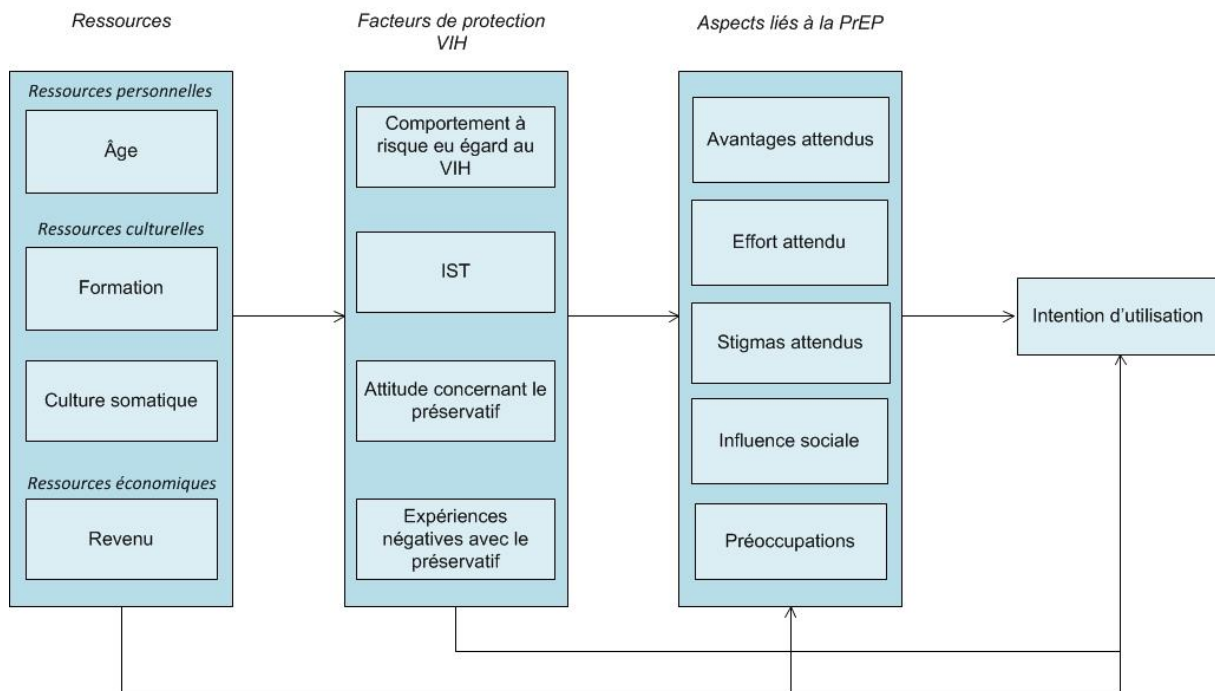 Ressources
Facteurs de protection
VIH
Aspects liés à la PrEP
Ressources personnelles
Âge
Ressources culturelles
Formation
Culture somatique
Ressources économiques
Revenu
Comportement à
risque eu égard au
VIH
IST
Attitude concernant le
préservatif
Expériences
négatives avec le
préservatif
Avantages attendus
Effort attendu
Stigmas attendus
Influence sociale
Préoccupations
Intention d’utilisation